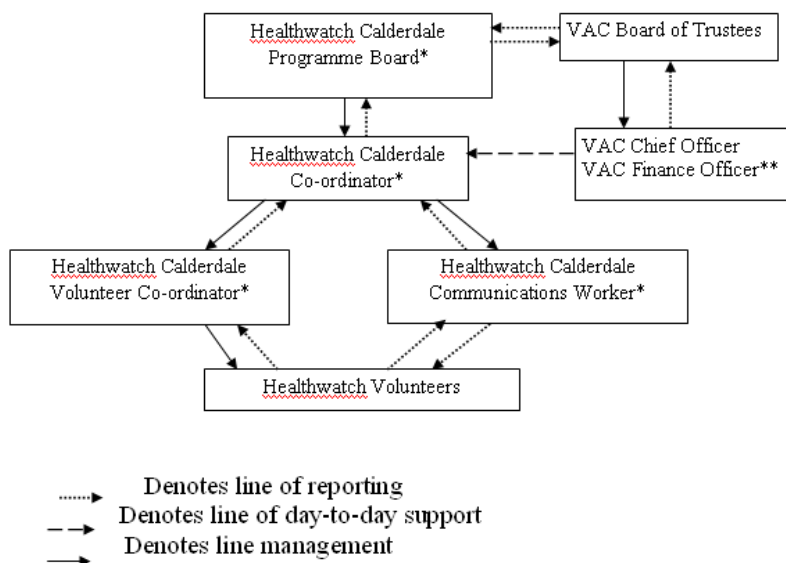 Healthwatch Calderdale
Programme Board*
VAC Board of Trustees
Healthwatch Calderdale
Co-ordinator*
VAC Chief Officer
VAC Finance Officer**
Healthwatch Calderdale
Volunteer Co-ordinator*
Healthwatch Calderdale
Communications Worker*
Healthwatch Volunteers
Denotes line of reporting
Denotes line of day-to-day support
Denotes line management